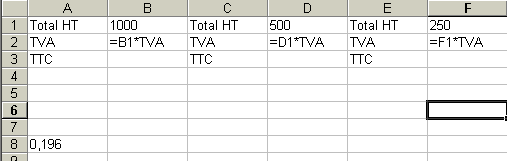 A B C D E F
1 Total HT 1000 Total HT 500 Total HT 250
2 TVA =B1*TVA TVA =D1*TVA TVA =F1*TVA
3 TTC TTC TTC
4
5
6
7
8 0,196